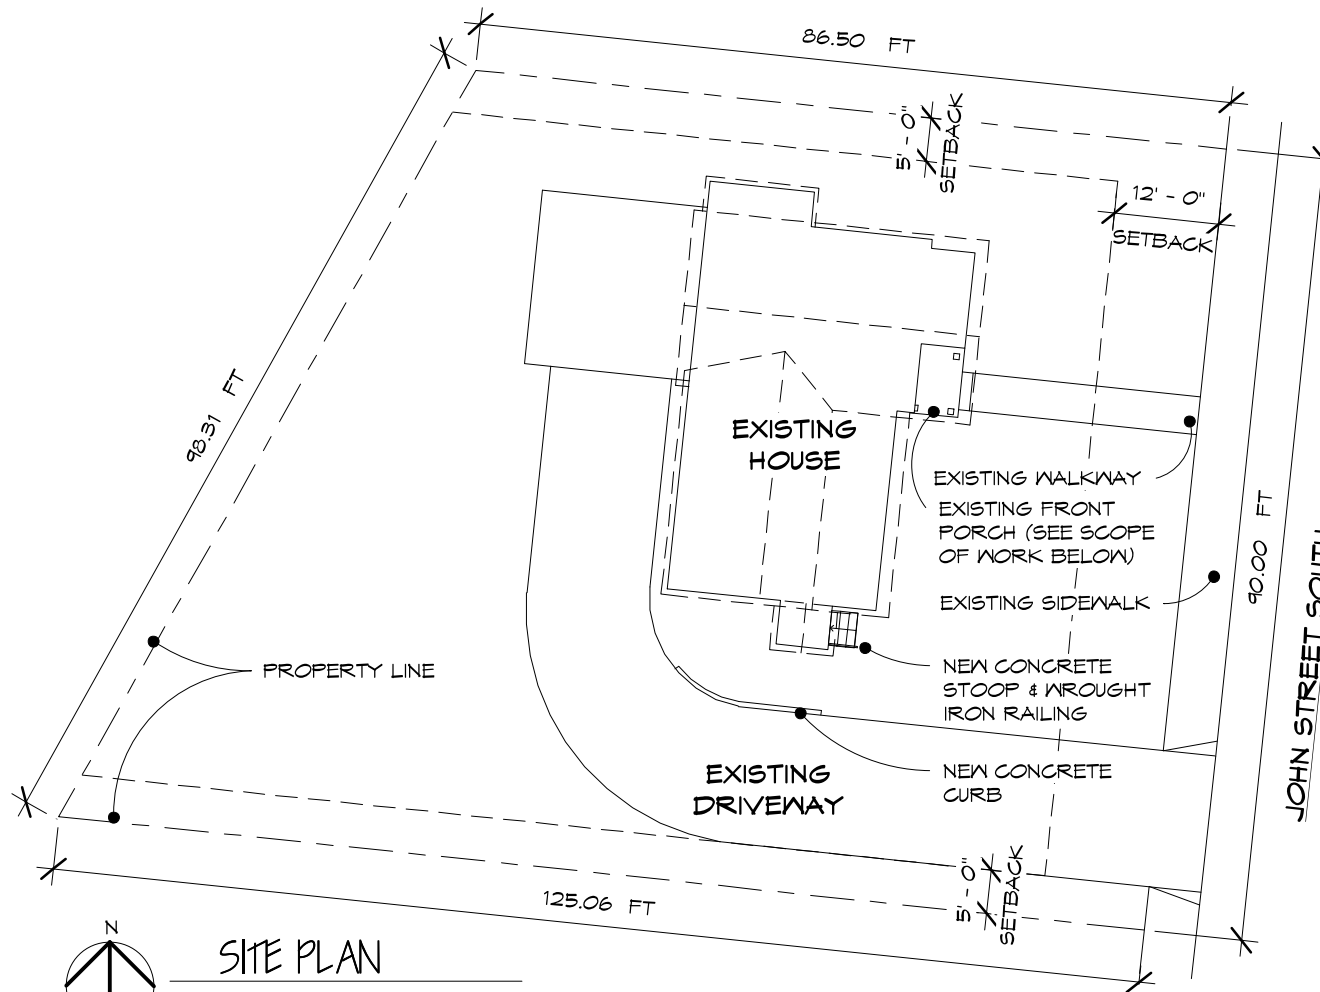 86.50 FT
5' - 0"
SETBACK
12' - 0"
SETBACK
98.31 FT
EXISTING
HOUSE
EXISTING WALKWAY
EXISTING FRONT
PORCH (SEE SCOPE
OF WORK BELOW)
EXISTING SIDEWALK
90.00 FT
JOHN STREET SOUTH
PROPERTY LINE
NEW CONCRETE
STOOP & WROUGHT
IRON RAILING
EXISTING
DRIVEWAY
NEW CONCRETE
CURB
5' - 0"
SETBACK
125.06 FT
N
SITE PLAN